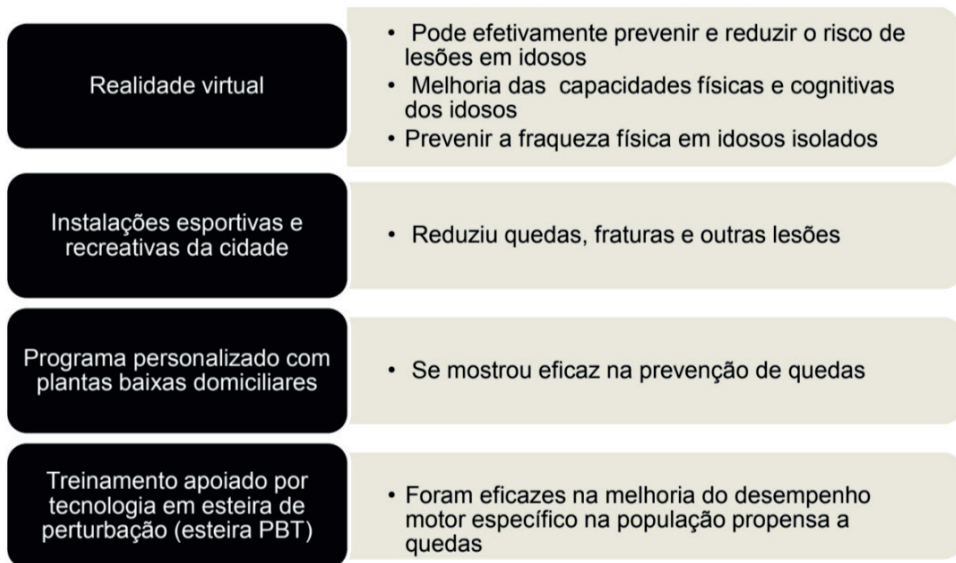 Realidade virtual
• Pode efetivamente prevenir e reduzir o risco de
lesões em idosos
• Melhoria das capacidades físicas e cognitivas
dos idosos
• Prevenir a fraqueza física em idosos isolados
Instalações esportivas e
recreativas da cidade
• Reduziu quedas, fraturas e outras lesões
Programa personalizado com
plantas baixas domiciliares
• Se mostrou eficaz na prevenção de quedas
Treinamento apoiado por
tecnologia em esteira de
perturbação (esteira PBT)
• Foram eficazes na melhoria do desempenho
motor específico na população propensa a
quedas